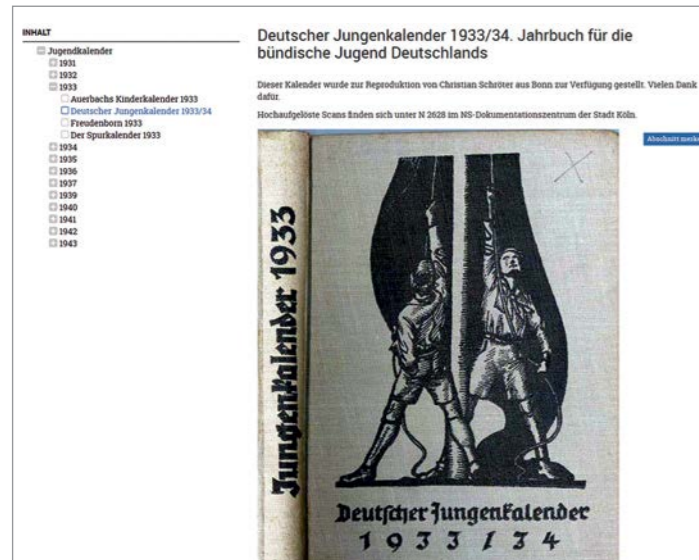 INHALT
Jugendkalender
1931
1932
1933
Auerbachs Kinderkalender 1933
Deutscher Jungenkalender 1933/34
Freudenborn 1933
Der Spurkalender 1933
1934
1935
1936
1937
1939
1940
1941
1942
1943
Deutscher Jungenkalender 1933/34. Jahrbuch für die
bündische Jugend Deutschlands
Dieser Kalender wurde zur Reproduktion von Christian Schröter aus Bonn zur Verfügung gestellt. Vielen Dank
dafür.
Hochaufgelöste Scans finden sich unter N 2628 im NS-Dokumentationszentrum der Stadt Köln.
Abschnitt merken
Jungenkalender 1933
Deutscher Jungenkalender
1933/34